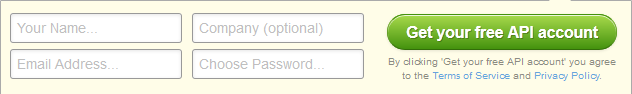 Your Name... Company (optional) Get your free API account
Email Address... Choose Password... By clicking 'Get your free API account' you agree
to the Terms of Service and Privacy Policy.